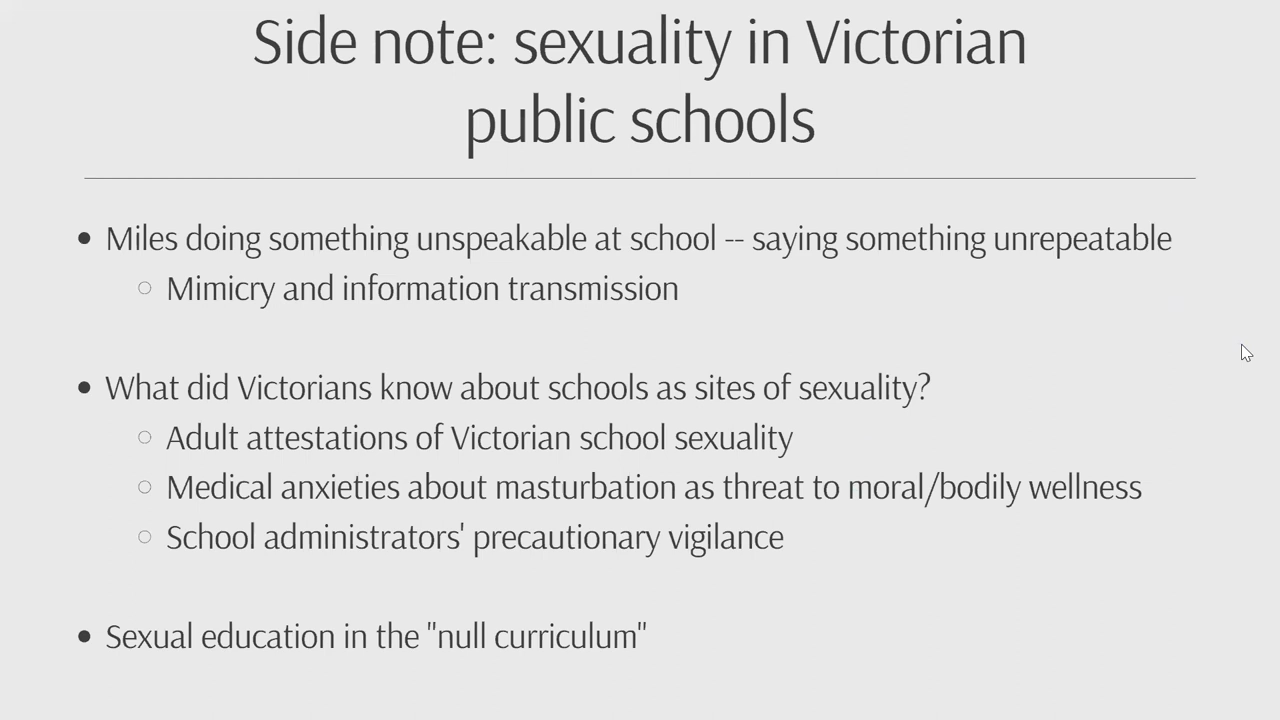 Side note: sexuality in Victorian
public schools
• Miles doing something unspeakable at school -- saying something unrepeatable
○ Mimicry and information transmission
• What did Victorians know about schools as sites of sexuality?
○ Adult attestations of Victorian school sexuality
○ Medical anxieties about masturbation as threat to moral/bodily wellness
○ School administrators' precautionary vigilance
• Sexual education in the "null curriculum"